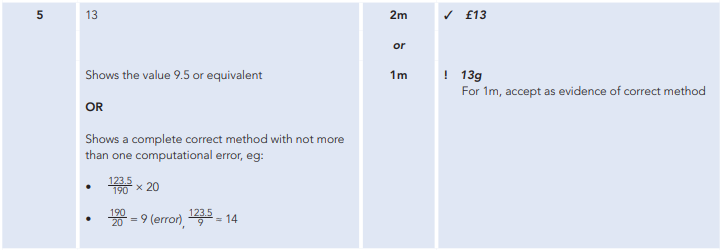 5 13 2m ✓ £13
or
Shows the value 9.5 or equivalent 1m ! 13g
For 1m, accept as evidence of correct method
OR
Shows a complete correct method with not more
than one computational error, eg:
• 123.5/190 × 20
• 190/20 = 9 (error), 123.5/9 = 14